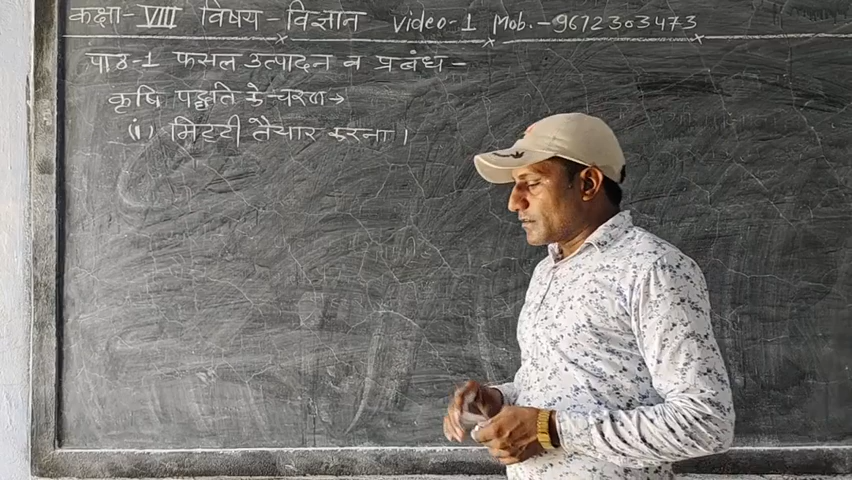 कक्षा- VIII विषय-विज्ञान video-1 Mob.-9672303473
पाठ-1 फसल उत्पादन व प्रबंध-
कृषि पद्धति के चरण→
(i) मिट्टी तैयार करना।